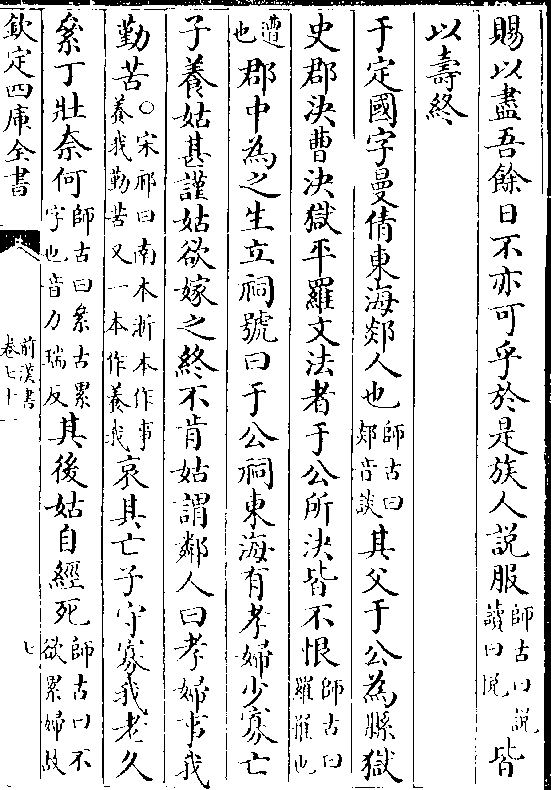 賜以盡吾餘日不亦可乎於是族人説服師古曰説讀曰悦皆
以壽終
于定國字曼倩東海郯人也師古曰郯音談其父于公為縣獄
史郡決曹決獄平羅文法者于公所決皆不恨師古曰羅罹也
遭也郡中為之生立祠號曰于公祠東海有孝婦少寡亡
子養姑甚謹姑欲嫁之終不肯姑謂鄰人曰孝婦事我
勤苦○宋祁曰南本浙本作事養我勤苦又一本作養我哀其亡子守寡我老久
絫丁壯奈何師古曰絫古累字也音力瑞反其後姑自經死師古曰不欲累婦故
欽定四庫全書
前漢書
卷七十一
七